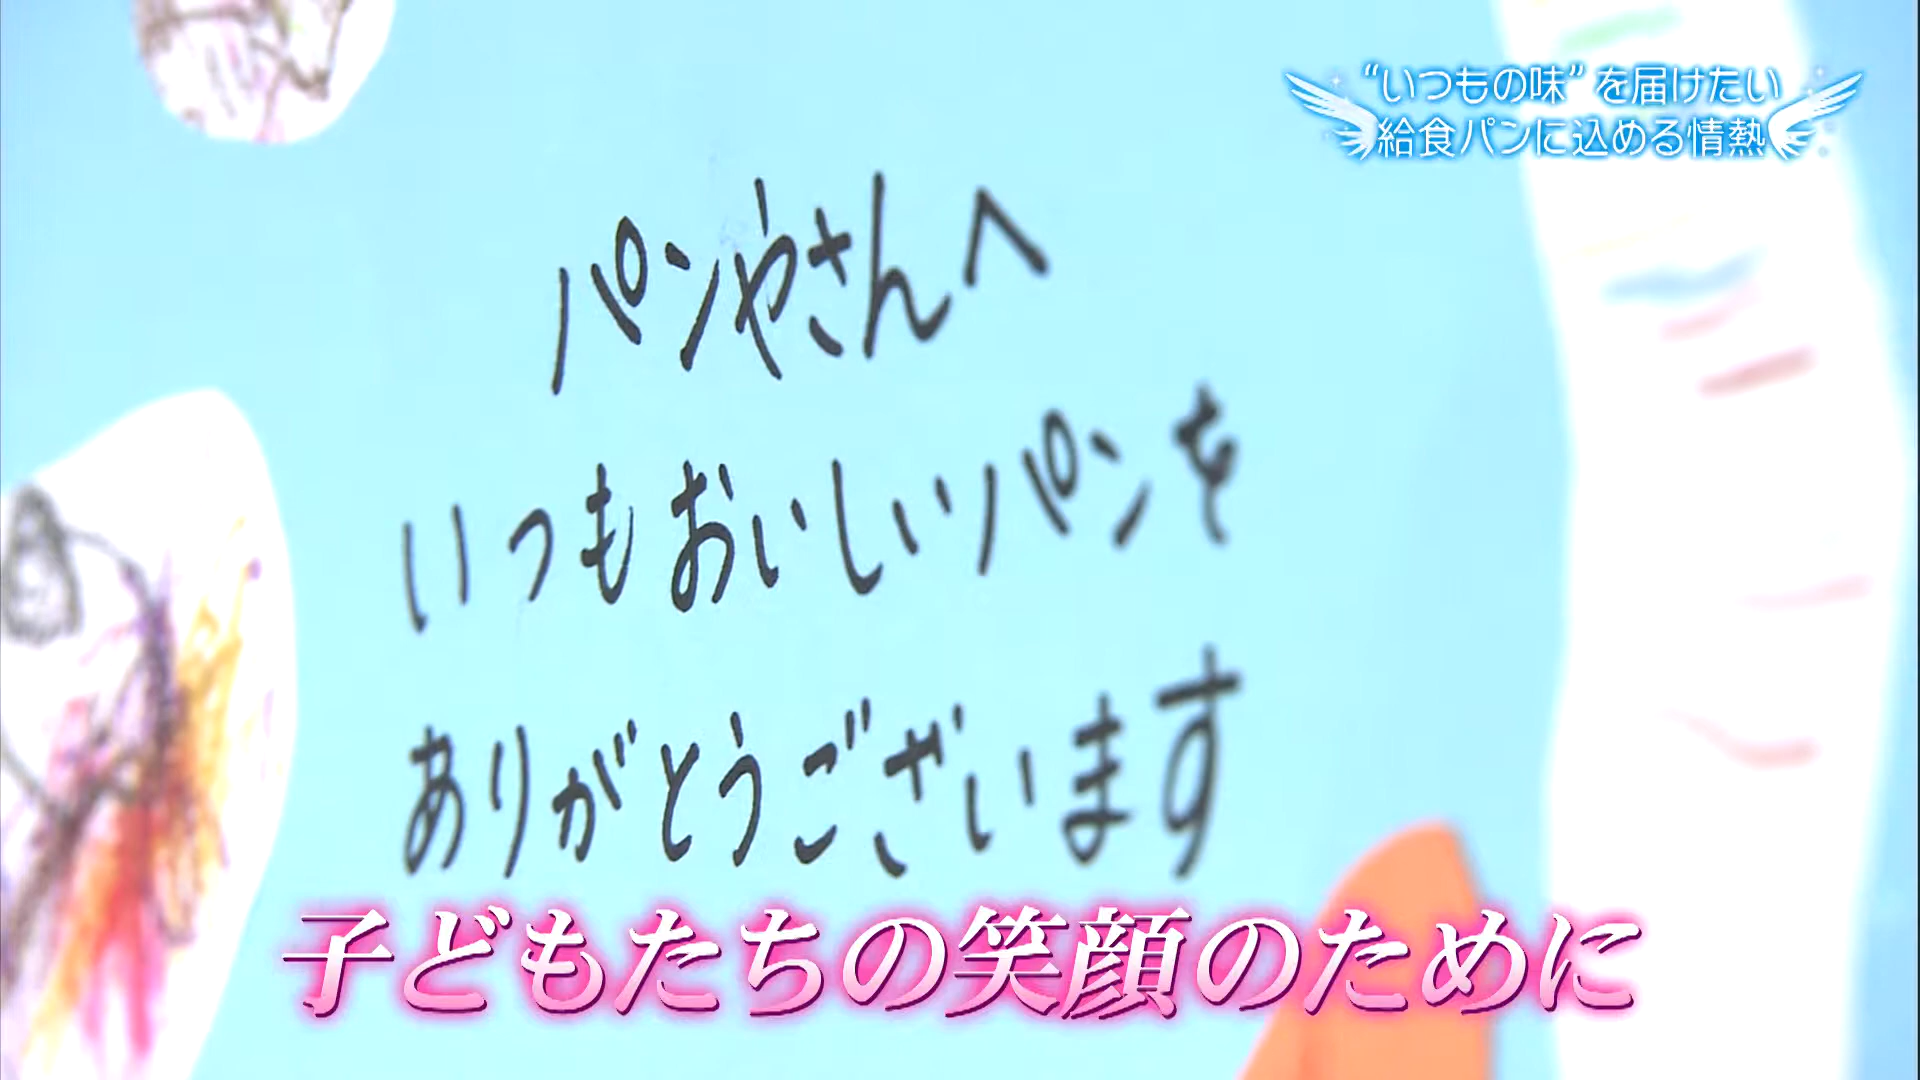 “いつもの味”を届けたい
給食パンに込める情熱
パンやさんへ
いつもおいしいパンを
ありがとうございます
子どもたちの笑顔のために